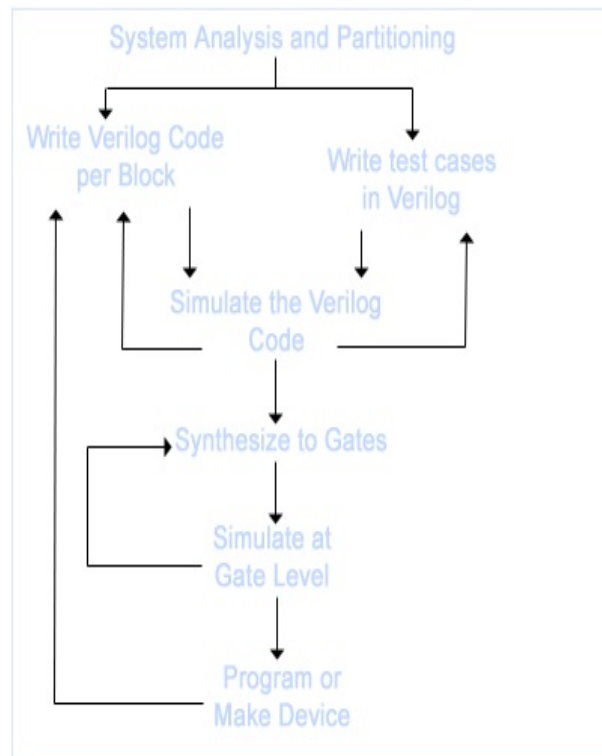 System Analysis and Partitioning
Write Verilog Code
per Block
Write test cases
in Verilog
Simulate the Verilog
Code
Synthesize to Gates
Simulate at
Gate Level
Program or
Make Device